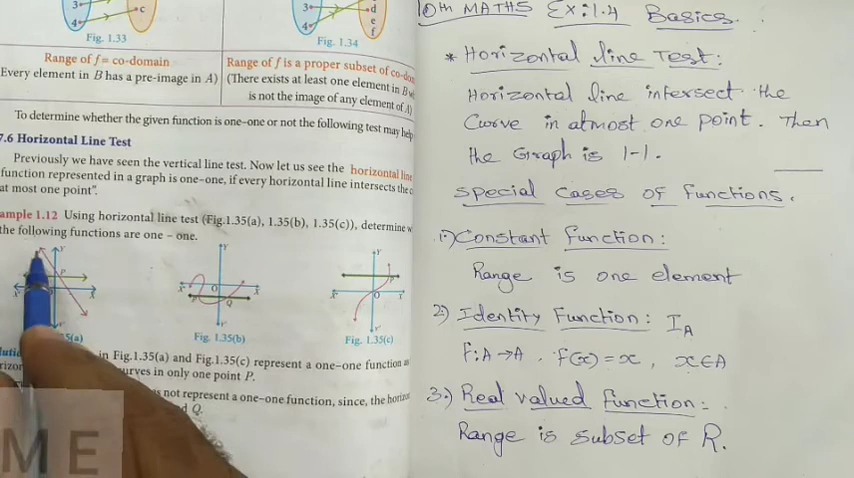 3
4
c
Fig. 1.33
Range of f = co-domain
Every element in B has a pre-image in A)
3
4
d
e
f
Fig. 1.34
Range of f is a proper subset of
(There exists at least one element in B
is not the image of any element of A)
To determine whether the given function is one-one or not the following test may help
7.6 Horizontal Line Test
Previously we have seen the vertical line test. Now let us see the horizontal line
function represented in a graph is one-one, if every horizontal line intersects the
at most one point".
ample 1.12 Using horizontal line test (Fig.1.35(a), 1.35(b), 1.35(c)), determine
the following functions are one – one.
Y
P
X
Y
X
O
X
Q
Y
Y
P
X
O
X
Y
5(a)
Fig. 1.35(b)
Fig. 1.35(c)
in Fig.1.35(a) and Fig.1.35(c) represent a one-one function as
urves in only one point P.
s not represent a one-one function, since, the
d Q.
ME
10th MATHS Ex:1.4 Basics.
* Horizontal line Test:
Horizontal line intersect the
Curve in atmost one point. Then
the Graph is 1-1.
Special cases of functions.
1.) Constant function:
Range is one element
2.) Identity Function: I_A
F:A→A, f(x) = x, x∈A
3.) Real valued function:
Range is subset of R.